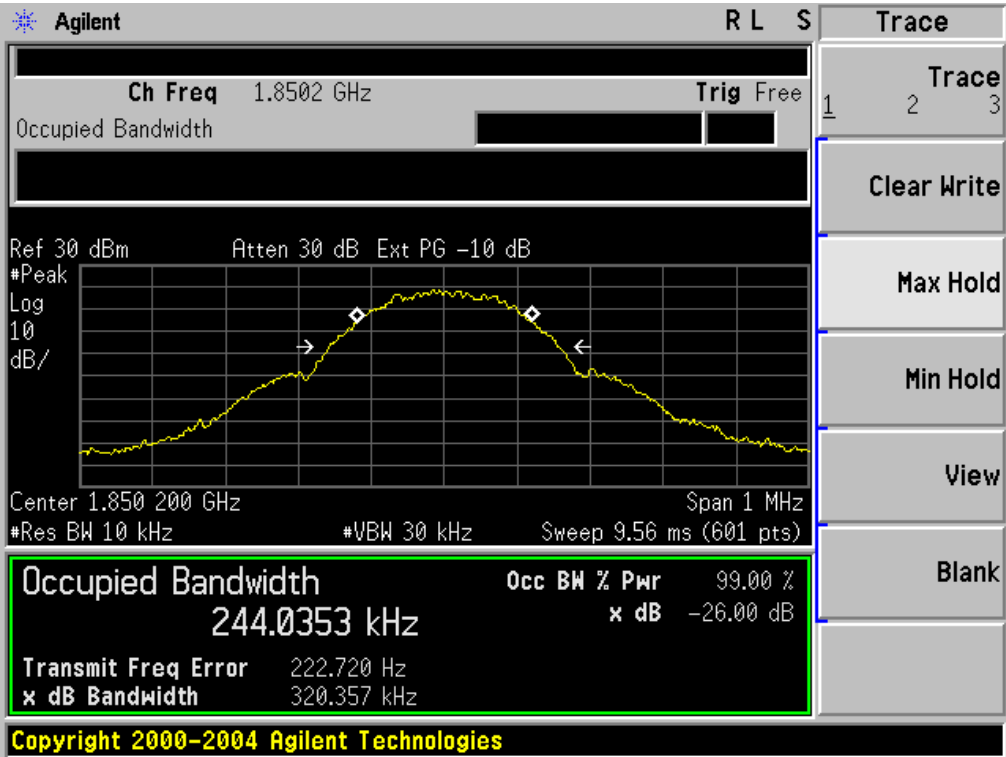 Agilent R L S Trace
Ch Freq 1.8502 GHz Trig Free
Occupied Bandwidth
Trace
1 2 3
Clear Write
Max Hold
Min Hold
View
Blank
Ref 30 dBm Atten 30 dB Ext PG -10 dB
#Peak
Log
10
dB/
Center 1.850 200 GHz Span 1 MHz
#Res BW 10 kHz #VBW 30 kHz Sweep 9.56 ms (601 pts)
Occupied Bandwidth Occ BW % Pwr 99.00 %
244.0353 kHz x dB -26.00 dB
Transmit Freq Error 222.720 Hz
x dB Bandwidth 320.357 kHz
Copyright 2000-2004 Agilent Technologies